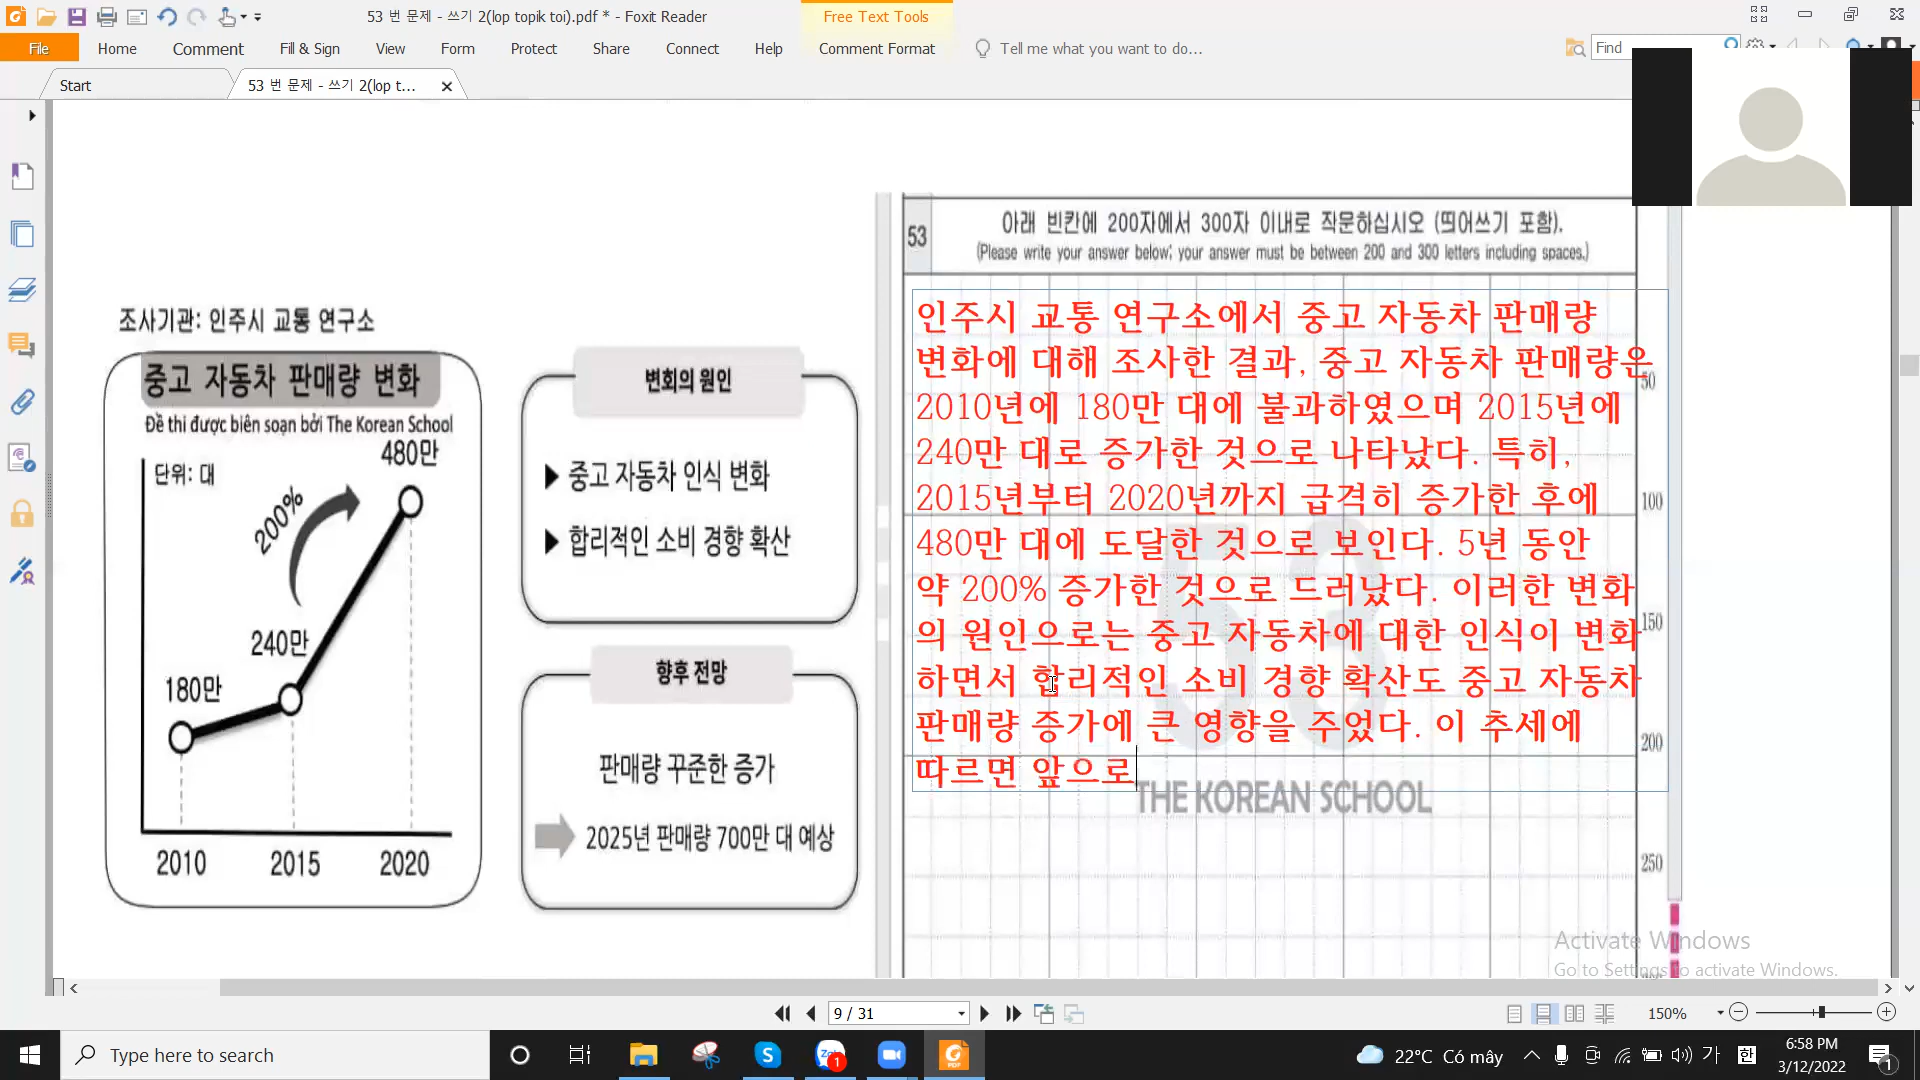 53 번 문제 - 쓰기 2(lop topik toi).pdf * - Foxit Reader
Free Text Tools
File
Home
Comment
Fill & Sign
View
Form
Protect
Share
Connect
Help
Comment Format
Tell me what you want to do...
Find
Start
53 번 문제 - 쓰기 2(lop t...
조사기관: 인주시 교통 연구소
중고 자동차 판매량 변화
Đề thi được biên soạn bởi The Korean School
단위: 대
480만
200%
240만
180만
2010
2015
2020
변회의 원인
중고 자동차 인식 변화
합리적인 소비 경향 확산
향후 전망
판매량 꾸준한 증가
2025년 판매량 700만 대 예상
53
아래 빈칸에 200자에서 300자 이내로 작문하십시오 (띄어쓰기 포함).
(Please write your answer below; your answer must be between 200 and 300 letters including spaces.)
인주시 교통 연구소에서 중고 자동차 판매량
변화에 대해 조사한 결과, 중고 자동차 판매량은
2010년에 180만 대에 불과하였으며 2015년에
240만 대로 증가한 것으로 나타났다. 특히,
2015년부터 2020년까지 급격히 증가한 후에
480만 대에 도달한 것으로 보인다. 5년 동안
약 200% 증가한 것으로 드러났다. 이러한 변화
의 원인으로는 중고 자동차에 대한 인식이 변화
하면서 합리적인 소비 경향 확산도 중고 자동차
판매량 증가에 큰 영향을 주었다. 이 추세에
따르면 앞으로
50
100
150
200
250
53
THE KOREAN SCHOOL
Activate Windows
Go to Settings to activate Windows.
9 / 31
150%
Type here to search
22°C Có mây
가
한
6:58 PM
3/12/2022
1
1